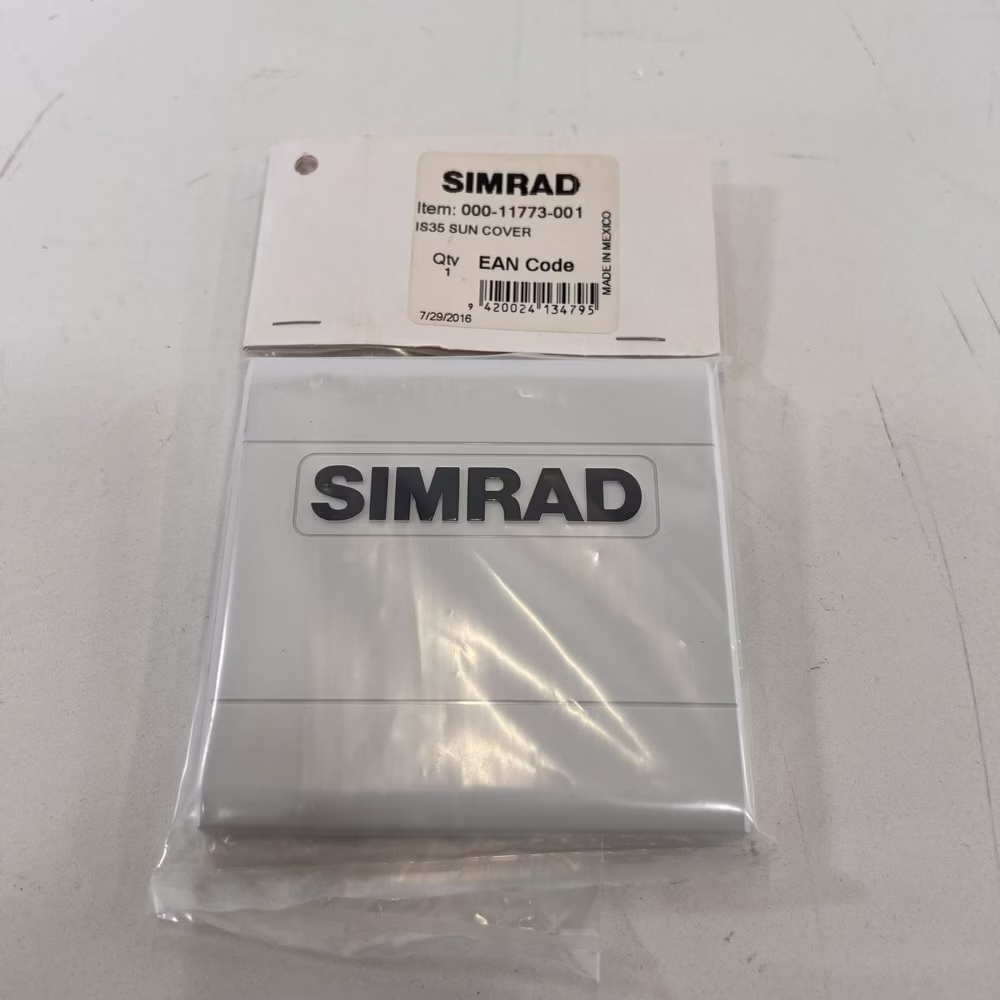 SIMRAD
Item: 000-11773-001
IS35 SUN COVER
MADE IN MEXICO
Qty EAN Code
1
9 420024 134795
7/29/2016
SIMRAD